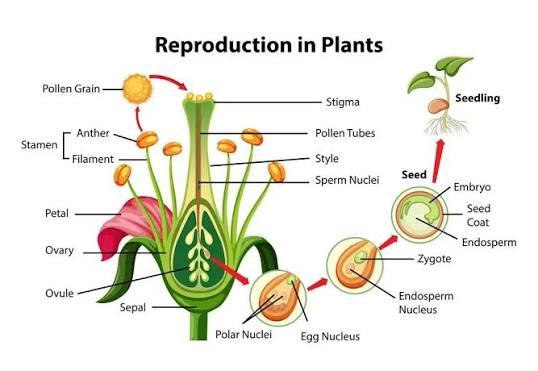 Reproduction in Plants
Pollen Grain
Stigma
Seedling
Anther
Stamen
Filament
Pollen Tubes
Style
Sperm Nuclei
Seed
Embryo
Seed
Coat
Endosperm
Petal
Ovary
Zygote
Ovule
Sepal
Endosperm
Nucleus
Polar Nuclei
Egg Nucleus